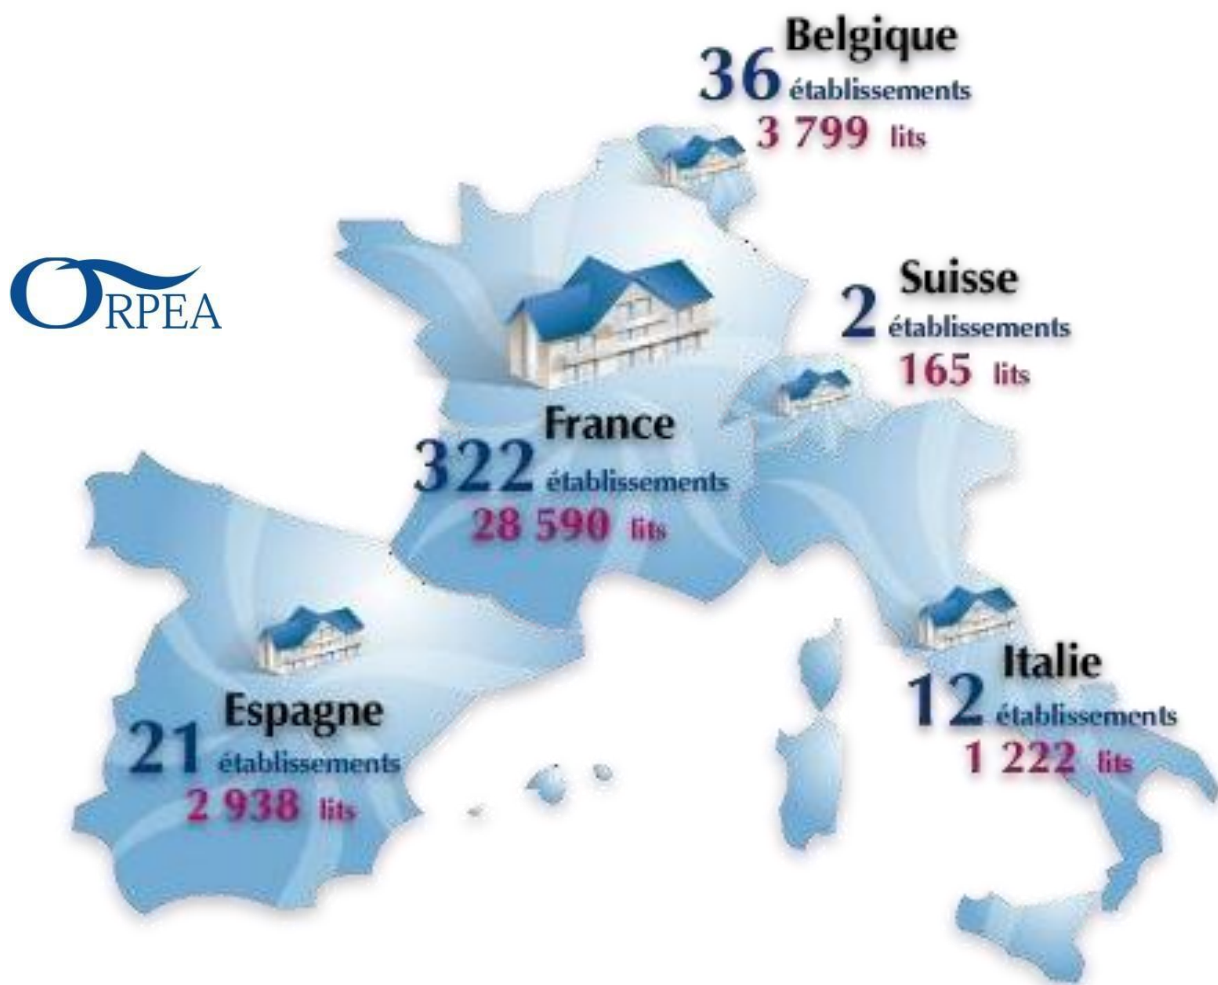 Belgique
36 établissements
3 799 lits
ORPEA
Suisse
2 établissements
165 lits
France
322 établissements
28 590 lits
Italie
12 établissements
1 222 lits
Espagne
21 établissements
2 938 lits